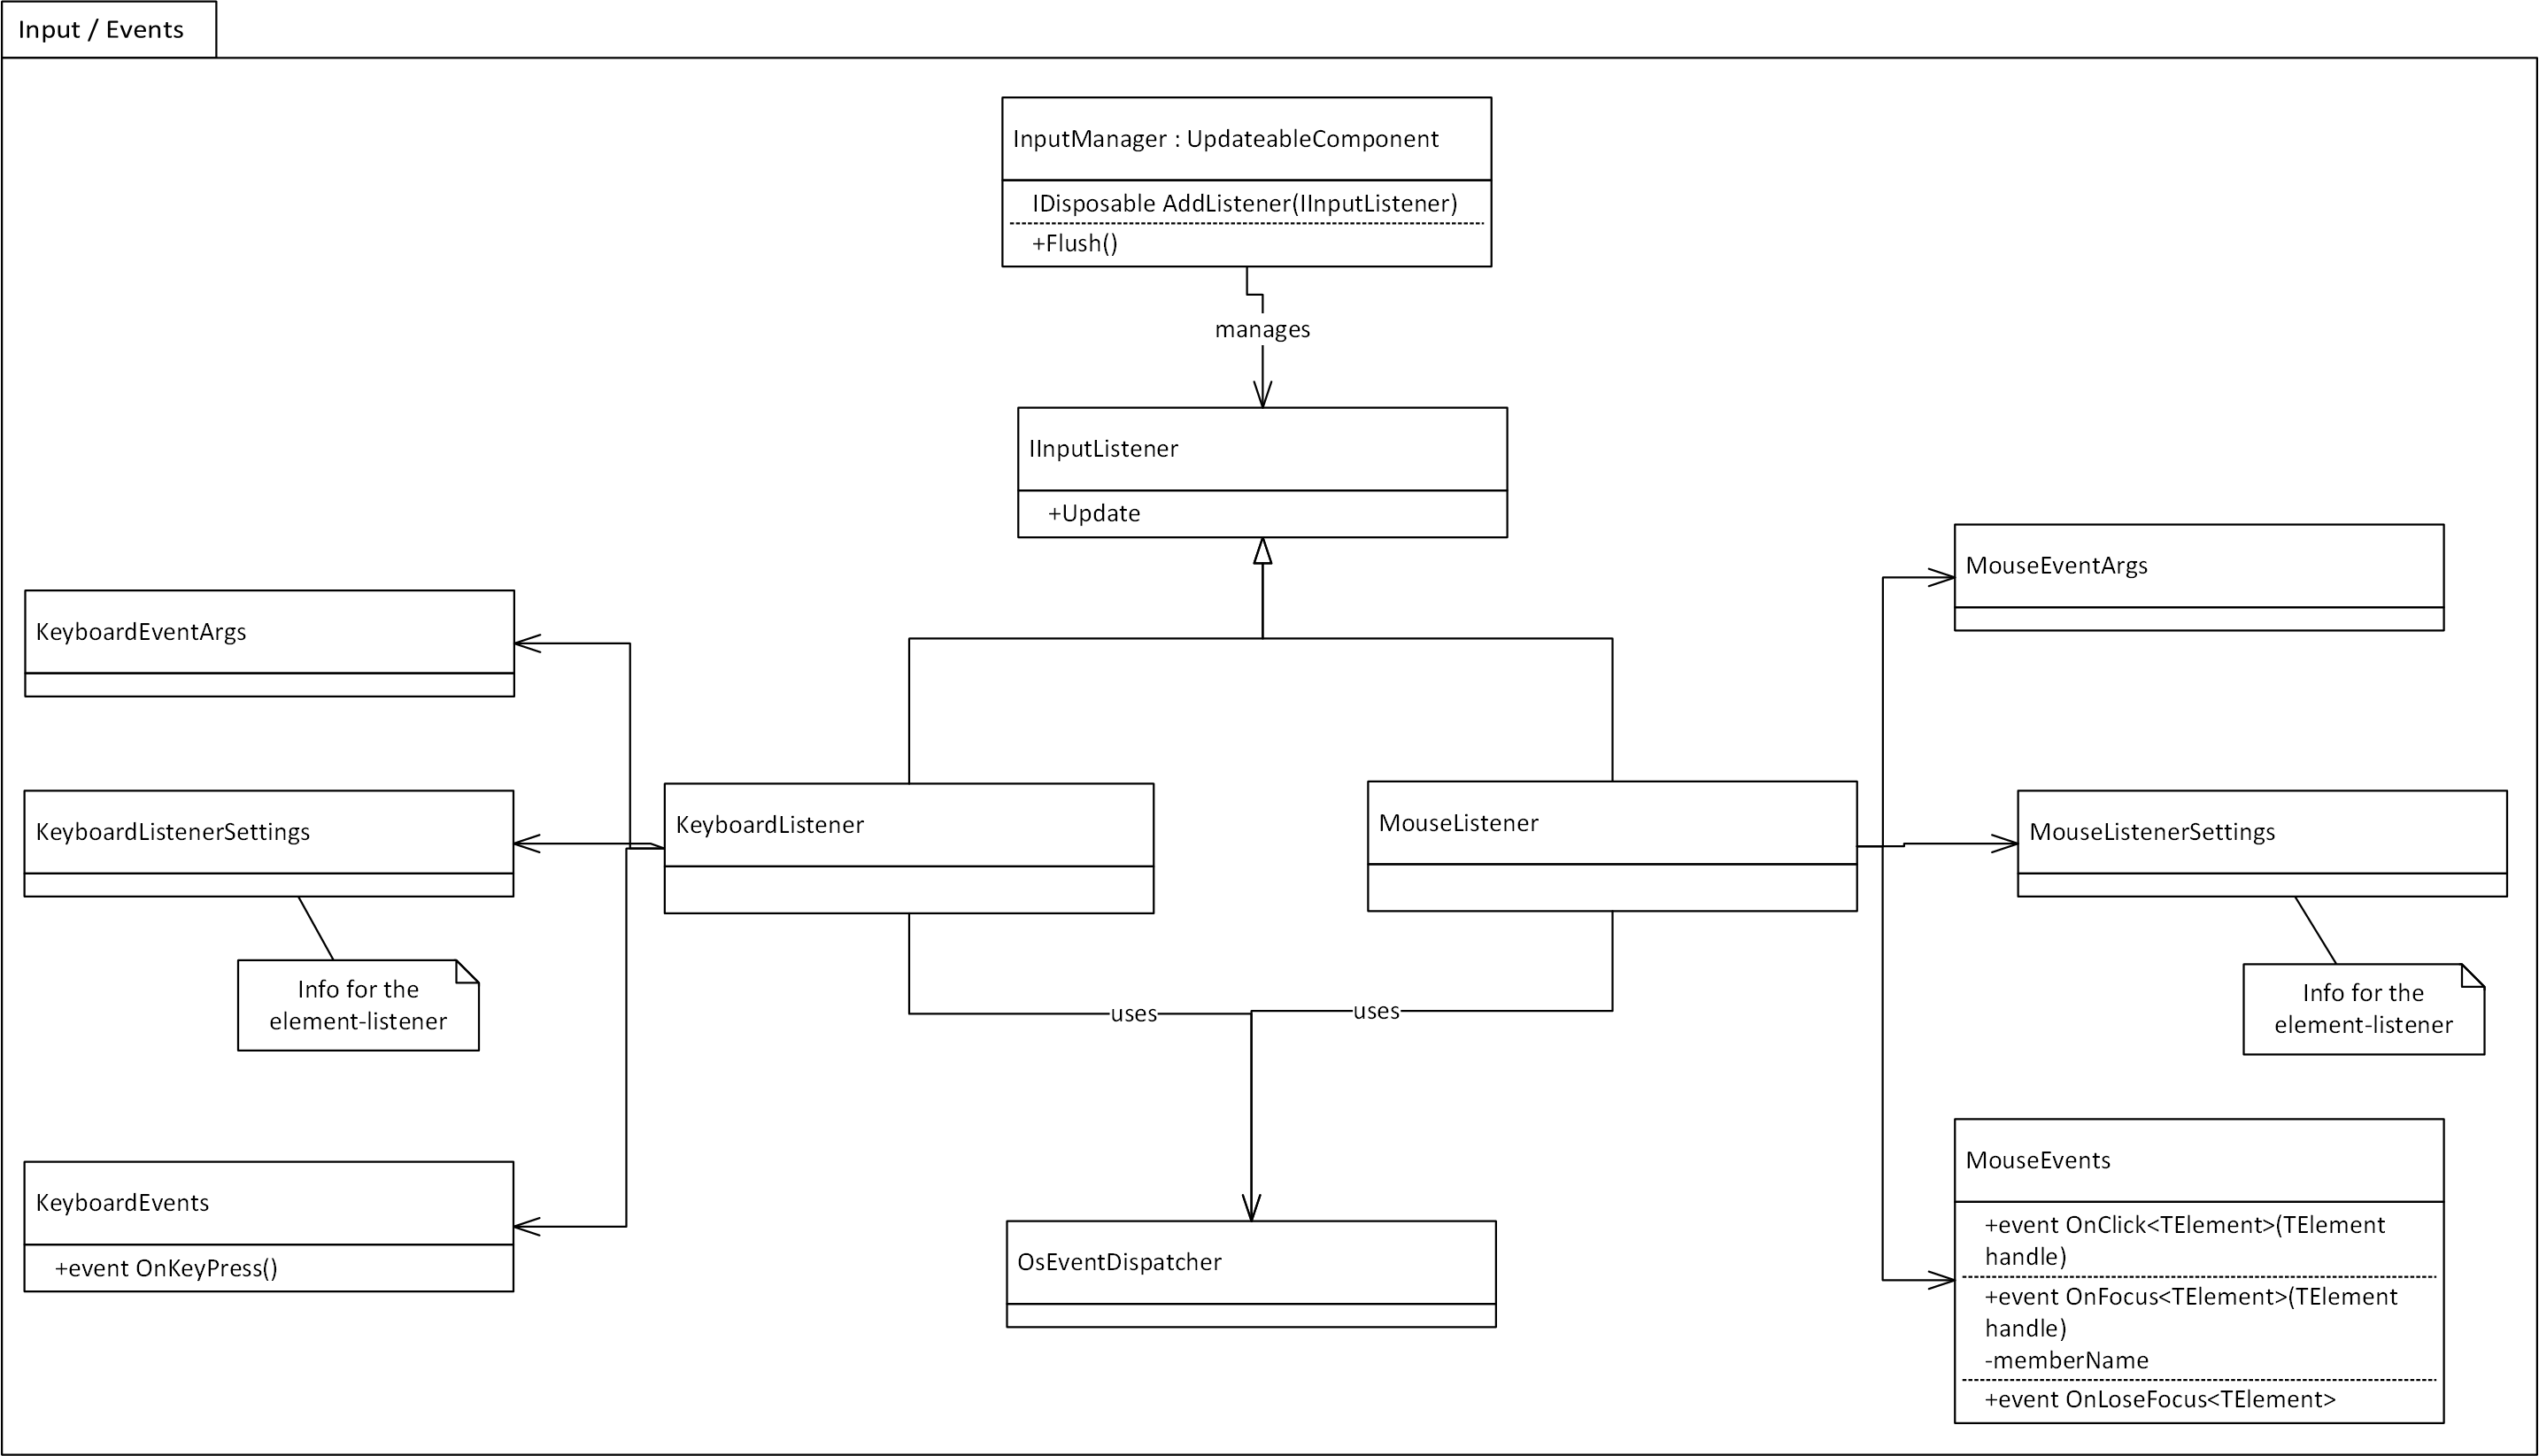 Input / Events
InputManager : UpdateableComponent
IDisposable AddListener(IInputListener)
+Flush()
manages
IInputListener
+Update
MouseEventArgs
KeyboardEventArgs
KeyboardListenerSettings
KeyboardListener
MouseListener
MouseListenerSettings
Info for the
element-listener
Info for the
element-listener
uses
uses
KeyboardEvents
+event OnKeyPress()
OsEventDispatcher
MouseEvents
+event OnClick<TElement>(TElement
handle)
+event OnFocus<TElement>(TElement
handle)
-memberName
+event OnLoseFocus<TElement>